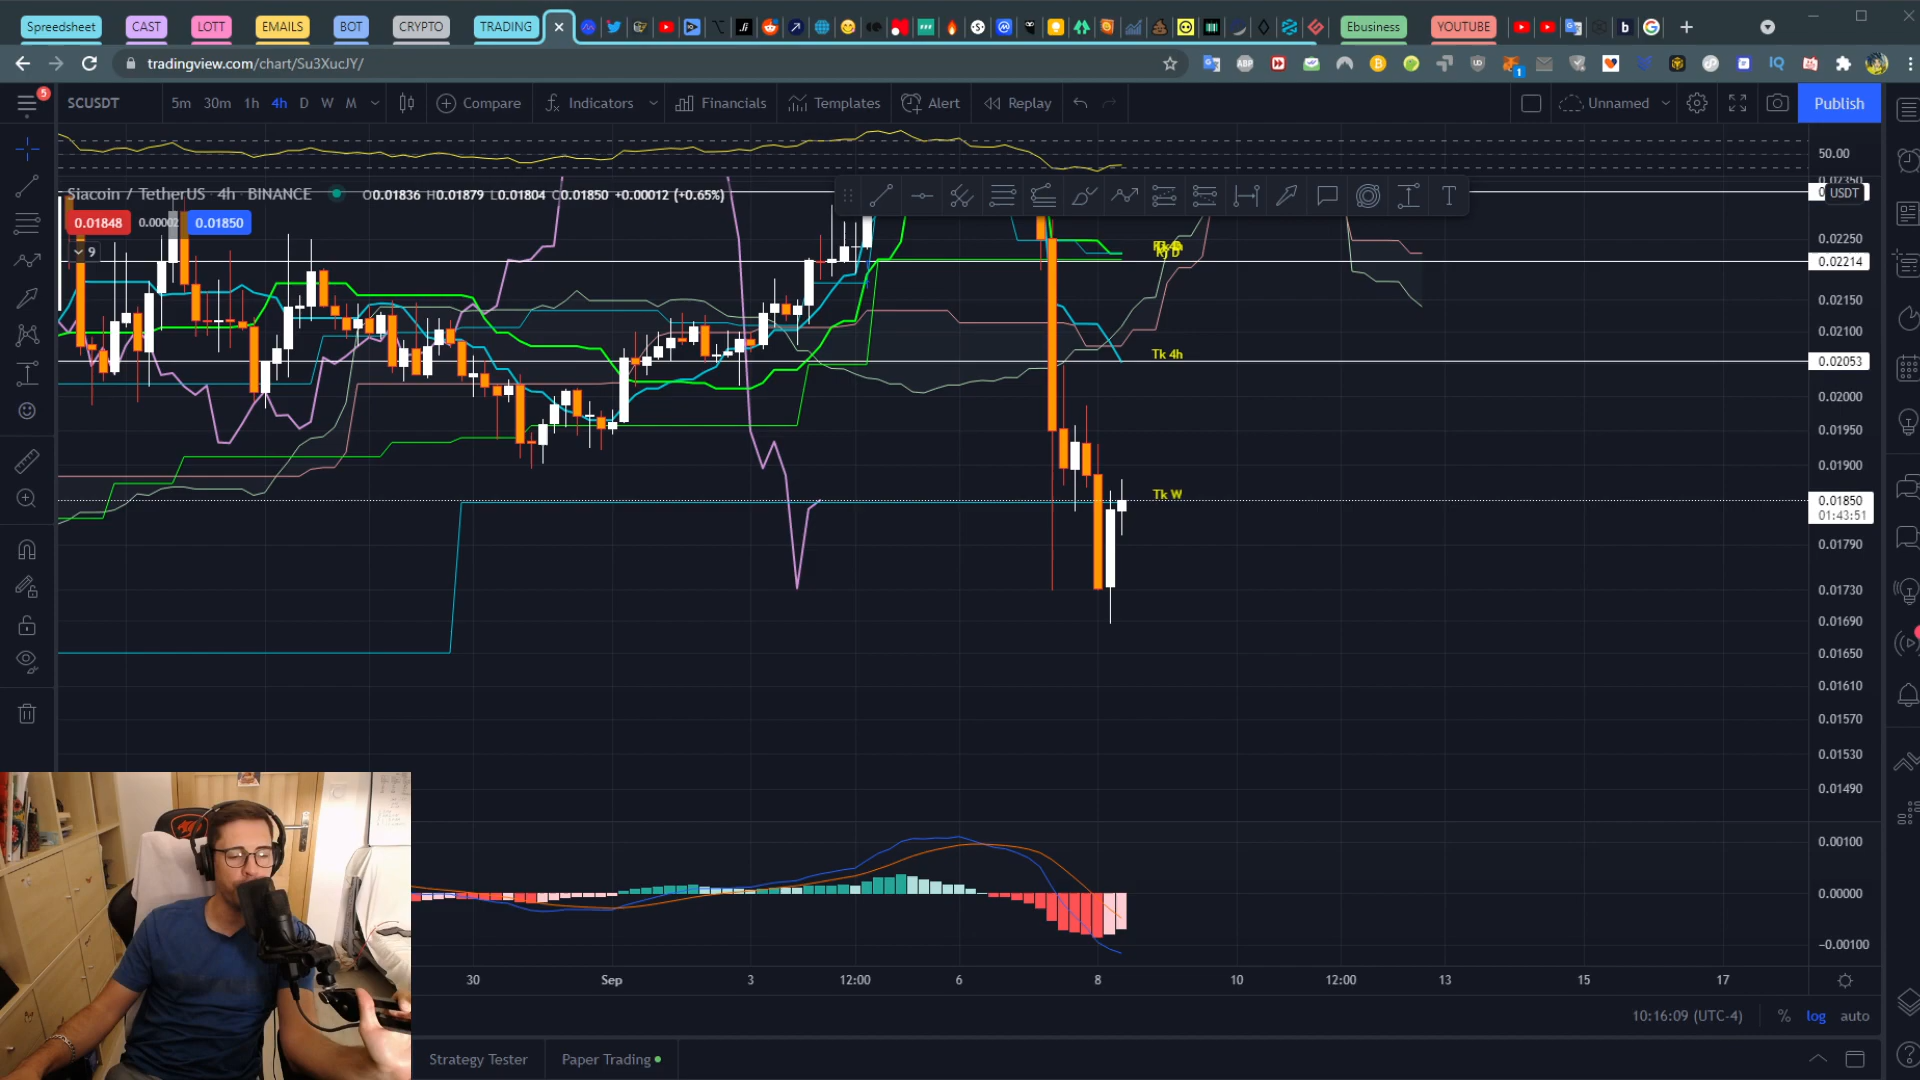 Spreedsheet CAST LOTT EMAILS BOT CRYPTO TRADING Ebusiness YOUTUBE
tradingview.com/chart/Su3XucJY/
SCUSDT 5m 30m 1h 4h D W M Compare Indicators Financials Templates Alert Replay Unnamed Publish
5
1
50.00
Siacoin / TetherUS · 4h · BINANCE O0.01836 H0.01879 L0.01804 C0.01850 +0.00012 (+0.65%)
USDT
0.01848 0.00002 0.01850
9
0.02250
0.02214
0.02150
0.02100
Tk 4h
0.02053
0.02000
0.01950
0.01900
Tk W
0.01850
01:43:51
0.01790
0.01730
0.01690
0.01650
0.01610
0.01570
0.01530
0.01490
0.00100
0.00000
−0.00100
30 Sep 3 12:00 6 8 10 12:00 13 15 17
10:16:09 (UTC-4) % log auto
Strategy Tester Paper Trading